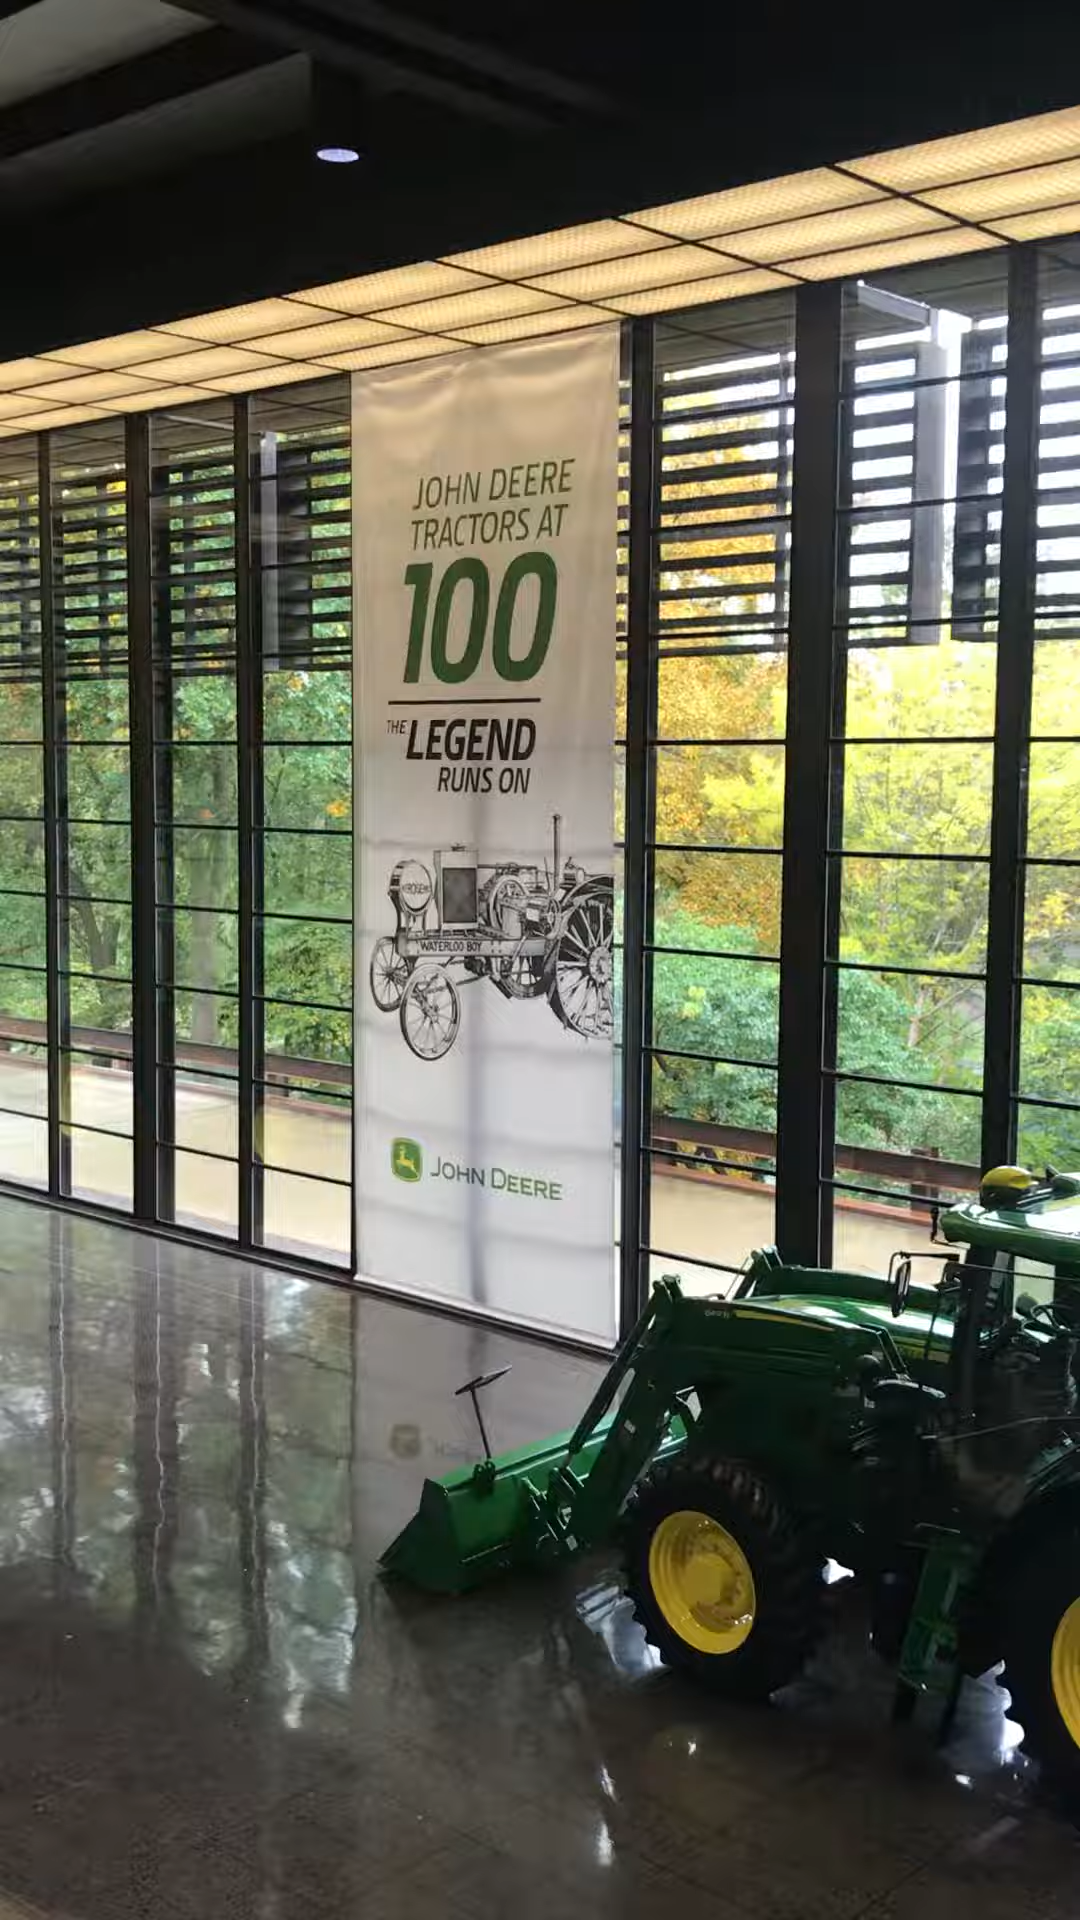 JOHN DEERE
TRACTORS AT
100
THE LEGEND
RUNS ON
WATERLOO BOY
JOHN DEERE